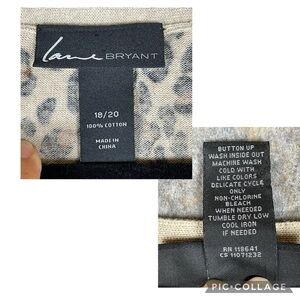 Lane BRYANT
18/20
100% COTTON
MADE IN
CHINA
BUTTON UP
WASH INSIDE OUT
MACHINE WASH
COLD WITH
LIKE COLORS
DELICATE CYCLE
ONLY
NON-CHLORINE
BLEACH
WHEN NEEDED
TUMBLE DRY LOW
COOL IRON
IF NEEDED
RN 119641
CS 11071232
PIC•COLLAGE